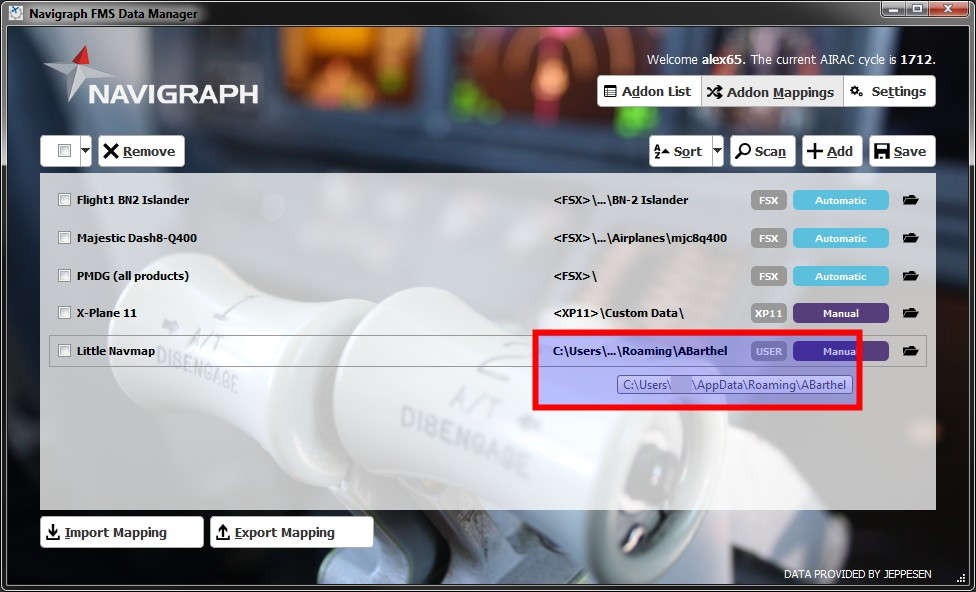 Navigraph FMS Data Manager
NAVIGRAPH
Welcome alex65. The current AIRAC cycle is 1712.
Addon List
Addon Mappings
Settings
Remove
Sort
Scan
Add
Save
Flight1 BN2 Islander <FSX>\...\BN-2 Islander FSX Automatic
Majestic Dash8-Q400 <FSX>\...Airplanes\mjc8q400 FSX Automatic
PMDG (all products) <FSX>\ FSX Automatic
X-Plane 11 <XP11>\Custom Data\ XP11 Manual
Little Navmap C:\Users\...\Roaming\ABarthel USER Manual
C:\Users\ \AppData\Roaming\ABarthel
A/T
DISENGAGE
A/T
DISENGAGE
Import Mapping
Export Mapping
DATA PROVIDED BY JEPPESEN